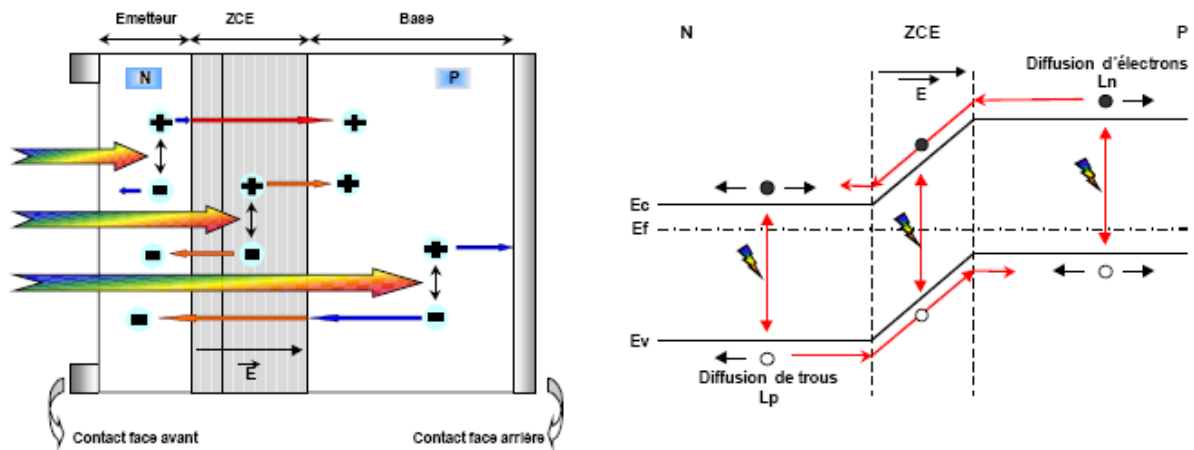 Emetteur ZCE Base
N P
E
Contact face avant Contact face arrière
N ZCE P
E
Diffusion d'électrons
Ln
Ec
Ef
Ev
Diffusion de trous
Lp